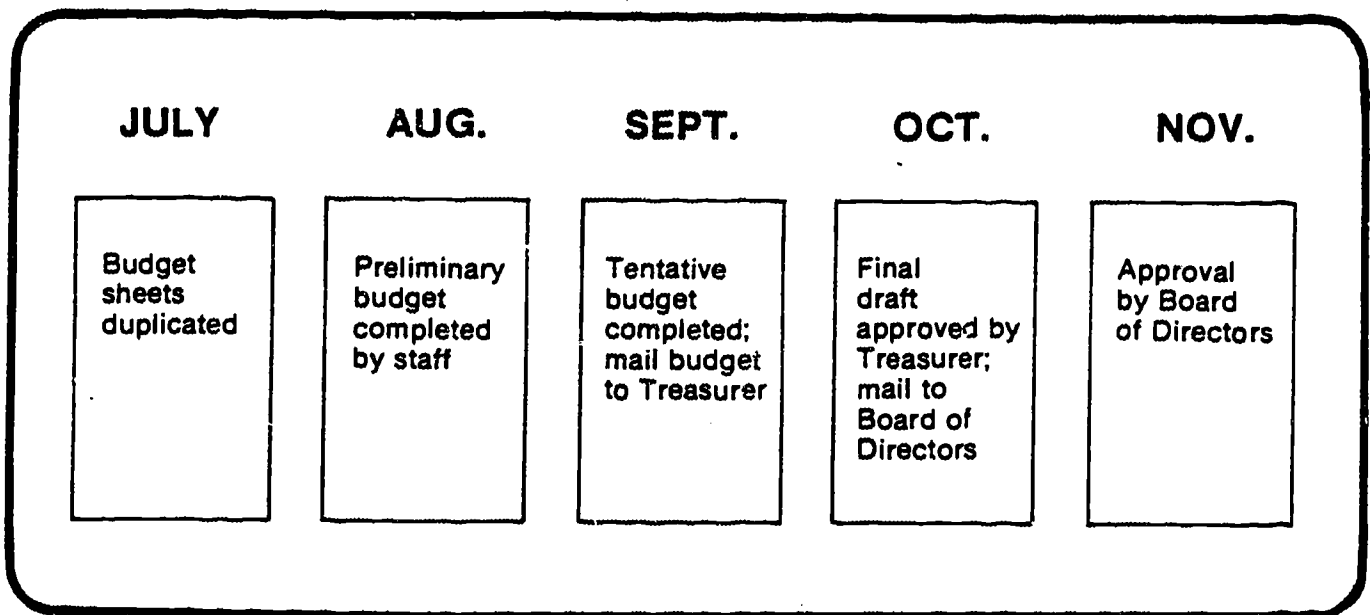 JULY
AUG.
SEPT.
OCT.
NOV.
Budget
sheets
duplicated
Preliminary
budget
completed
by staff
Tentative
budget
completed;
mail budget
to Treasurer
Final
draft
approved by
Treasurer;
mail to
Board of
Directors
Approval
by Board
of Directors